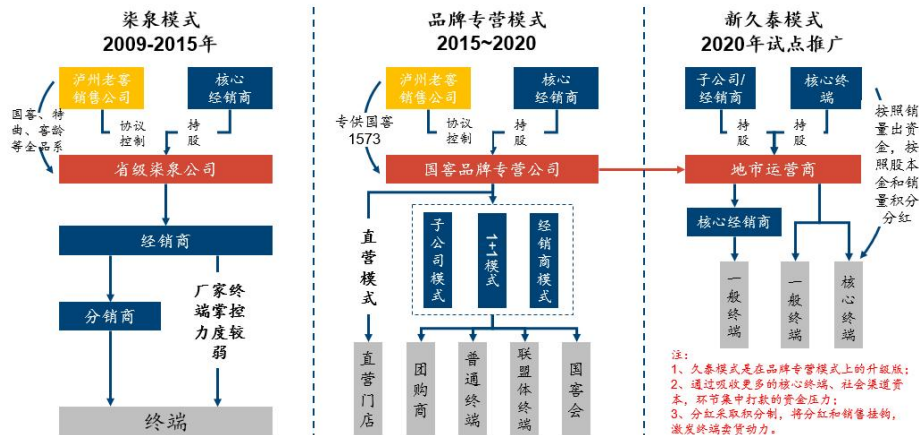 柒泉模式
2009-2015年
泸州老窖
销售公司
核心
经销商
国窖、特
曲、窖龄
等全品系
协议
控制
持
股
省级柒泉公司
经销商
分销商
厂家终
端掌控
力度较
弱
终端
品牌专营模式
2015~2020
泸州老窖
销售公司
核心
经销商
专供国窖
1573
协议
控制
持
股
国窖品牌专营公司
直营模式
子公司模式
1+1模式
经销商模式
直营门店
团购商
普通终端
联盟体终端
国窖会
新久泰模式
2020年试点推广
子公司/
经销商
核心终
端
持
股
持
股
按照销
量出资
金，按
照股本
金和销
量积分
分红
地市运营商
核心经销商
一般终端
一般终端
核心终端
注：
1、久泰模式是在品牌专营模式上的升级版；
2、通过吸收更多的核心终端、社会渠道资
本，环节集中打款的资金压力；
3、分红采取积分制，将分红和销售挂钩，
激发终端卖货动力。